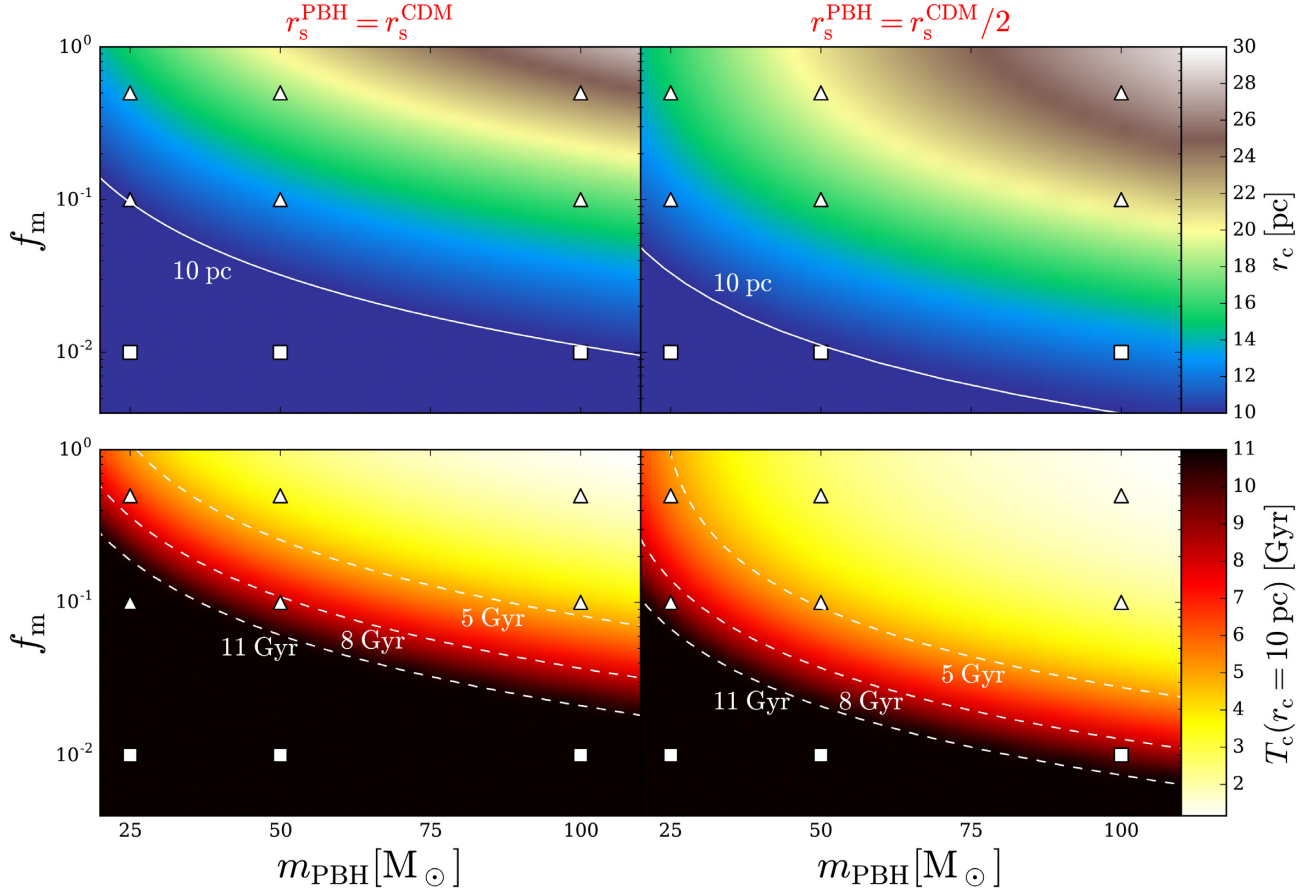 r_s^PBH = r_s^CDM
r_s^PBH = r_s^CDM/2
10^0
10^-1
10^-2
f_m
10 pc
10 pc
30
28
26
24
22
20
18
16
14
12
10
r_c [pc]
10^0
10^-1
10^-2
f_m
5 Gyr
8 Gyr
11 Gyr
5 Gyr
8 Gyr
11 Gyr
11
10
9
8
7
6
5
4
3
2
T_c(r_c = 10 pc) [Gyr]
25 50 75 100
25 50 75 100
m_PBH[M_⊙]
m_PBH[M_⊙]